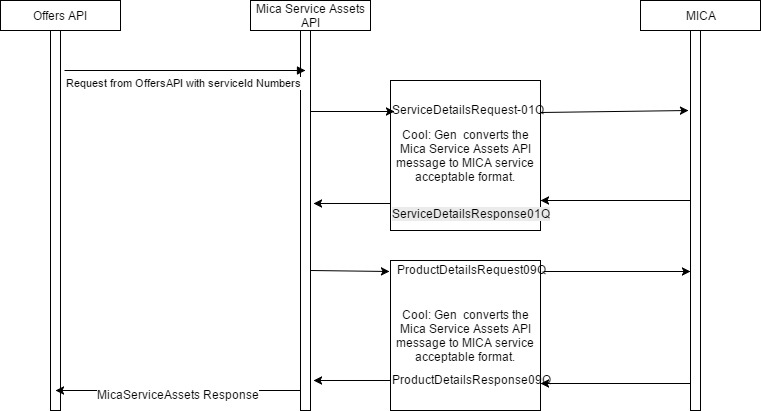 Offers API
Mica Service Assets
API
MICA
Request from OffersAPI with serviceId Numbers
ServiceDetailsRequest-01Q
Cool: Gen converts the
Mica Service Assets API
message to MICA service
acceptable format.
ServiceDetailsResponse01Q
ProductDetailsRequest09Q
Cool: Gen converts the
Mica Service Assets API
message to MICA service
acceptable format.
ProductDetailsResponse09Q
MicaServiceAssets Response